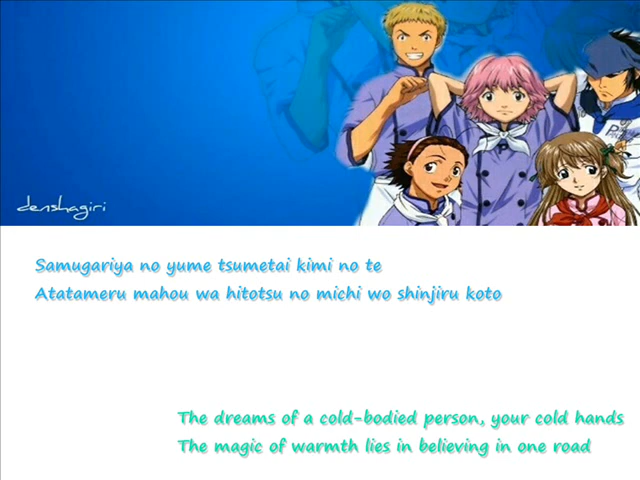 denshagiri
Samugariya no yume tsumetai kimi no te
Atatameru mahou wa hitotsu no michi wo shinjiru koto
The dreams of a cold-bodied person, your cold hands
The magic of warmth lies in believing in one road